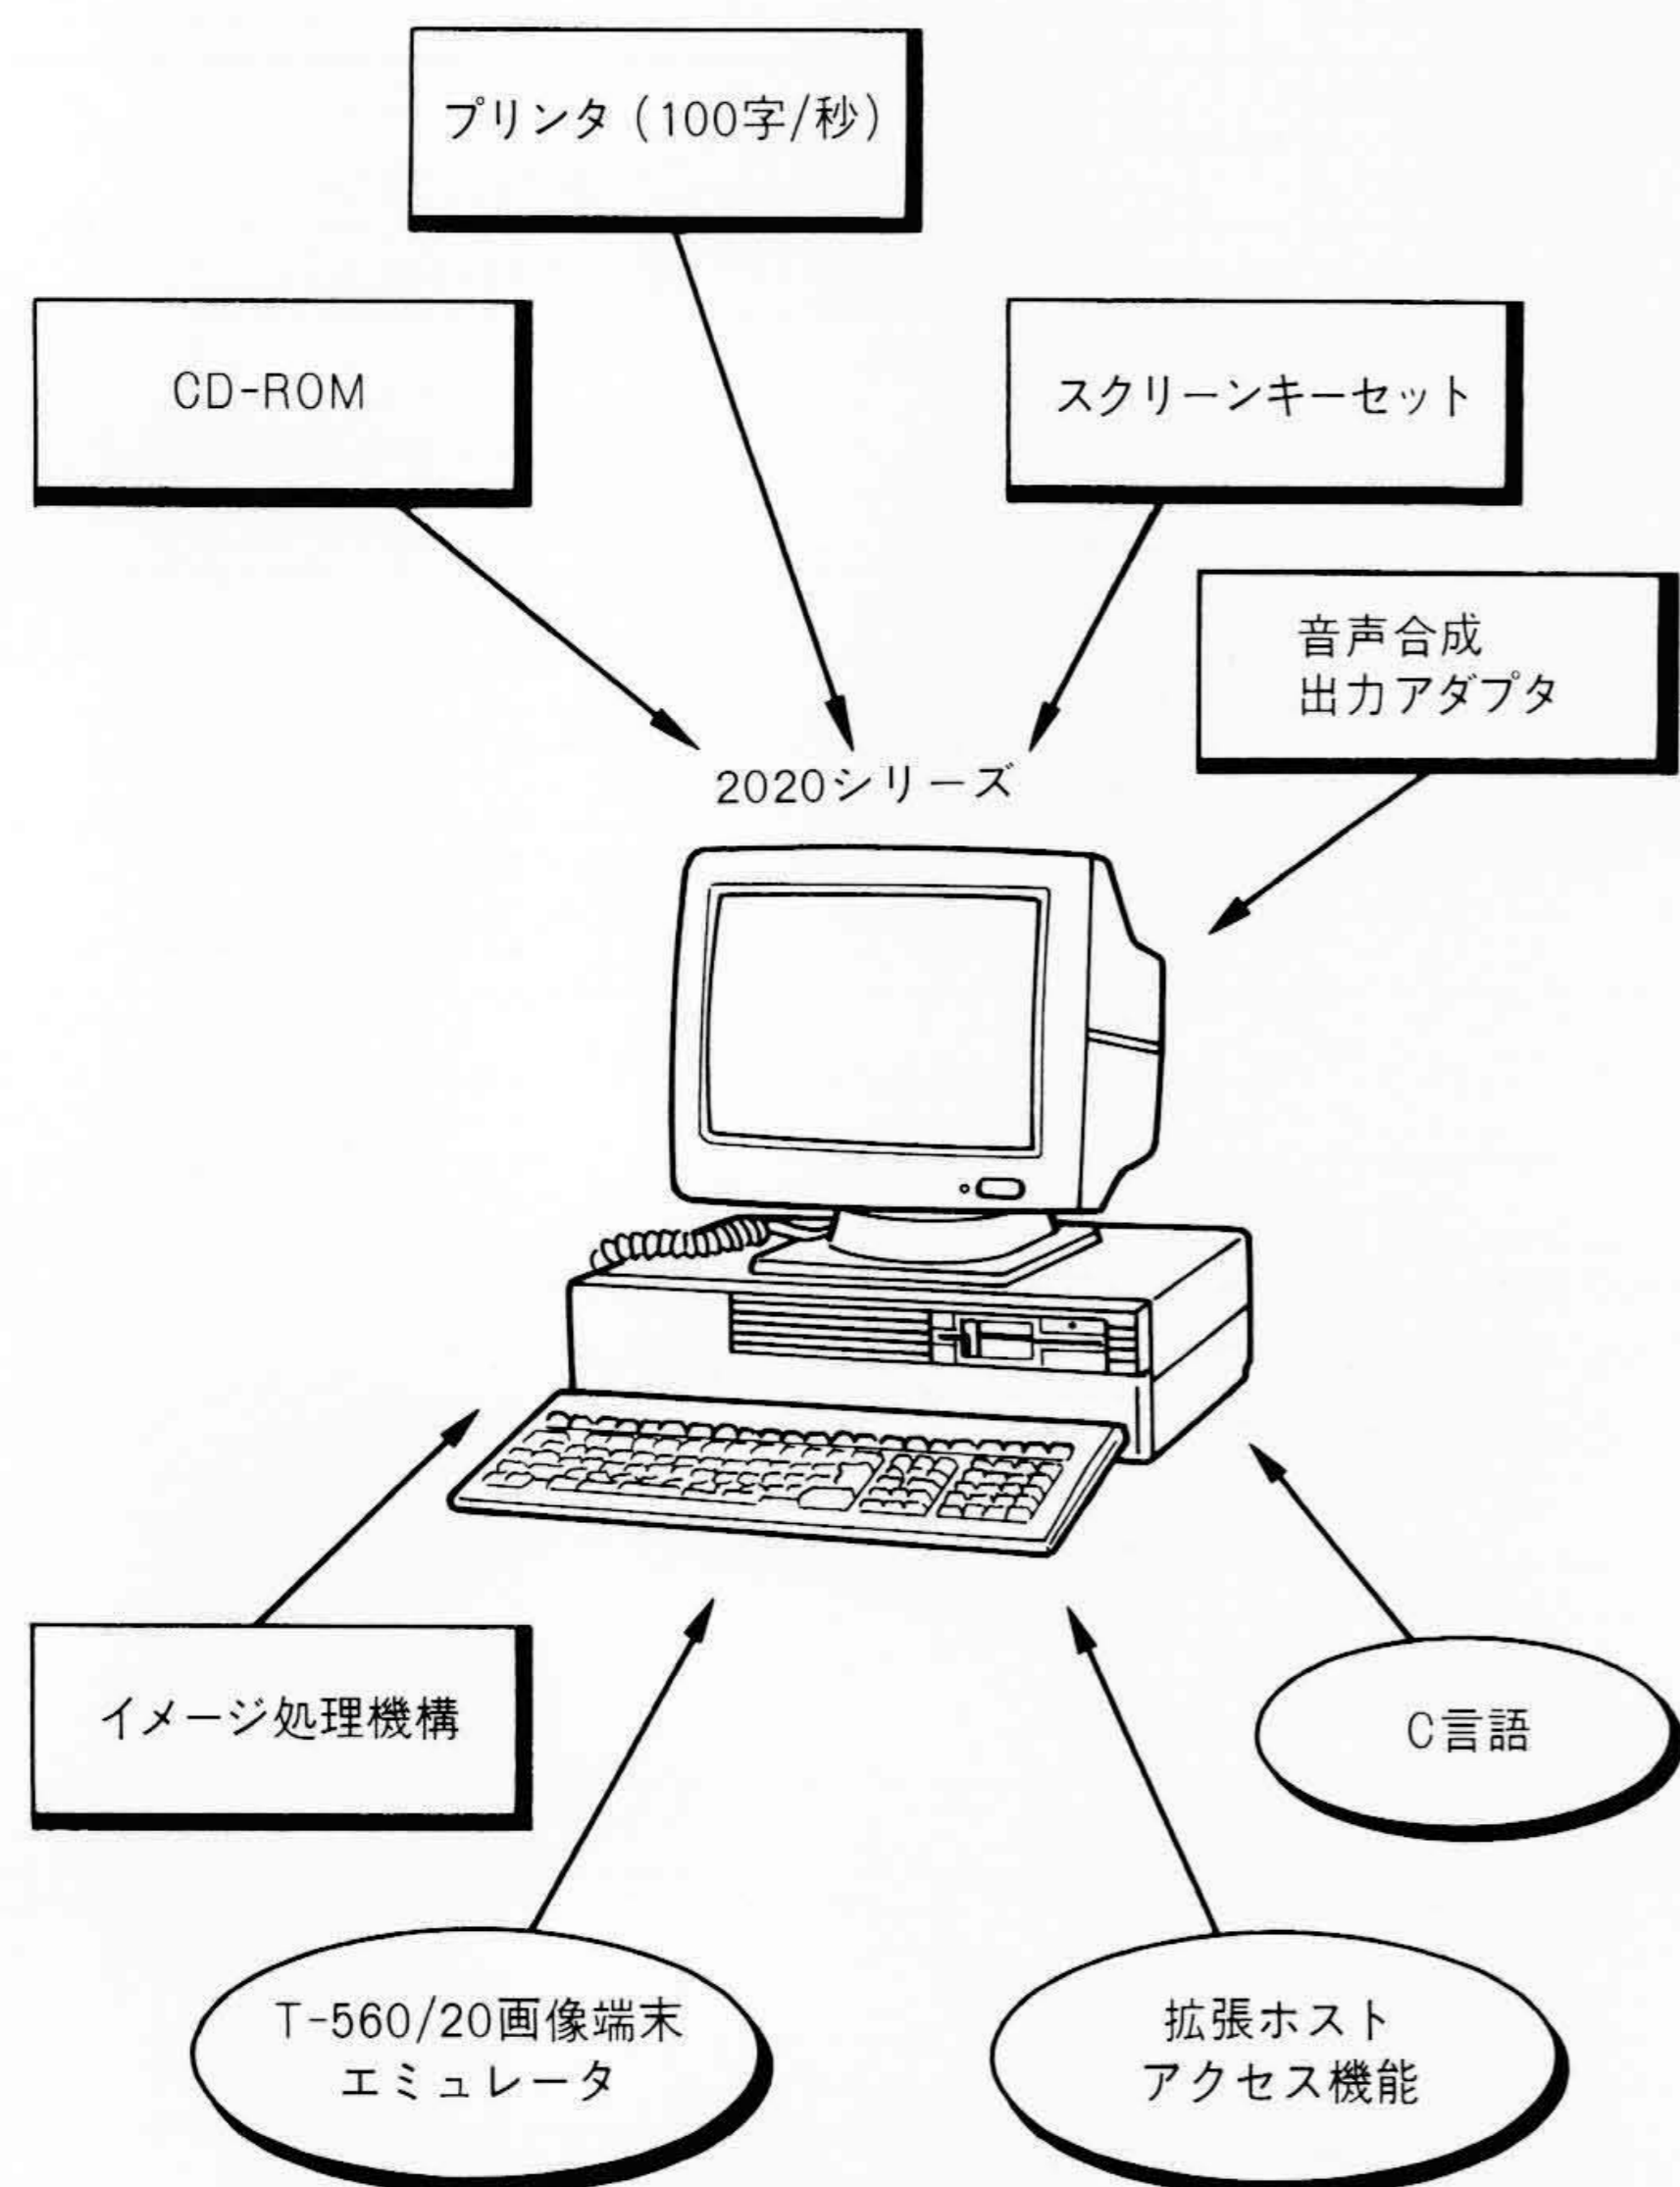 プリンタ（100字/秒）
CD-ROM
スクリーンキーセット
音声合成
出力アダプタ
2020シリーズ
イメージ処理機構
C言語
T-560/20画像端末
エミュレータ
拡張ホスト
アクセス機能